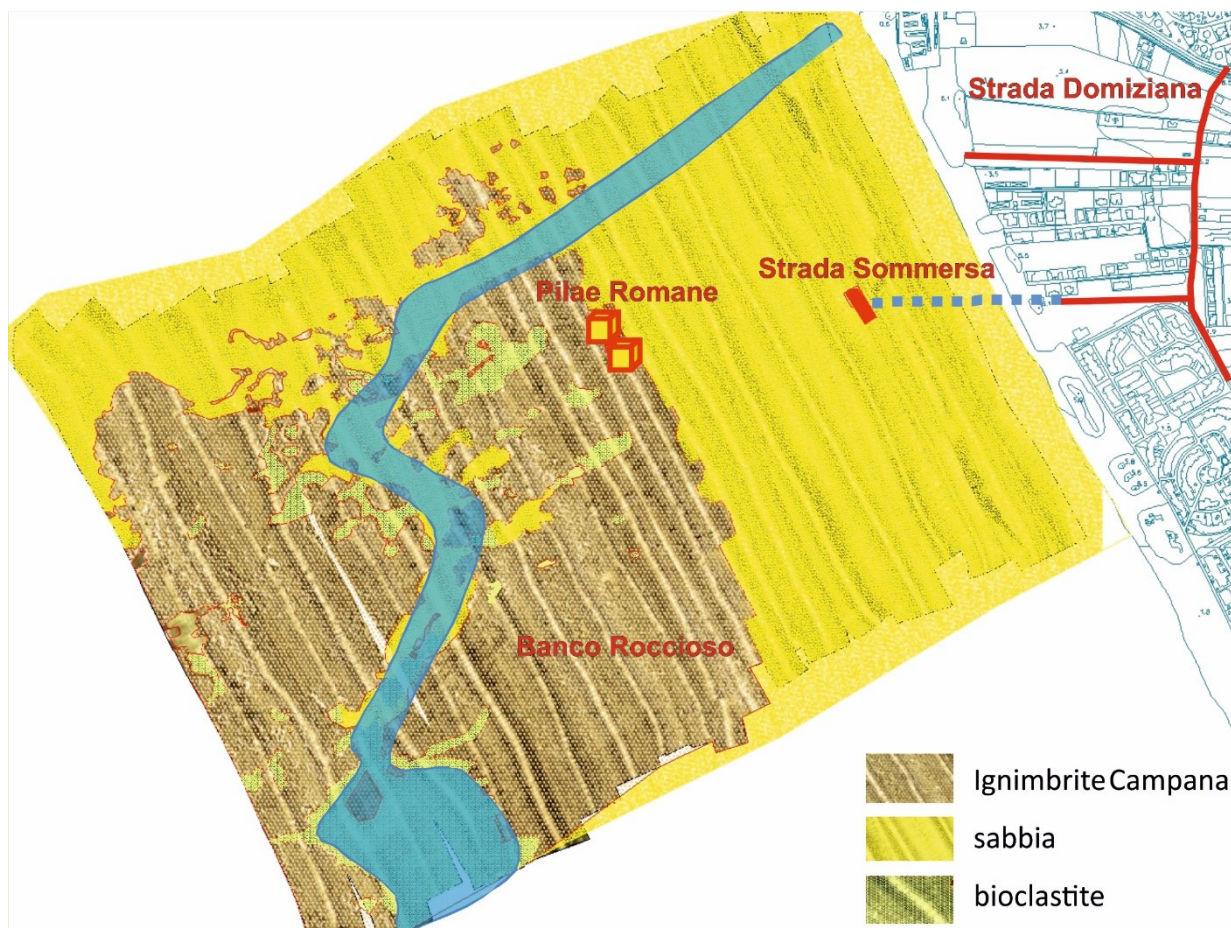 Strada Domiziana
Strada Sommersa
Pilae Romane
Banco Roccioso
Ignimbrite Campana
sabbia
bioclastite